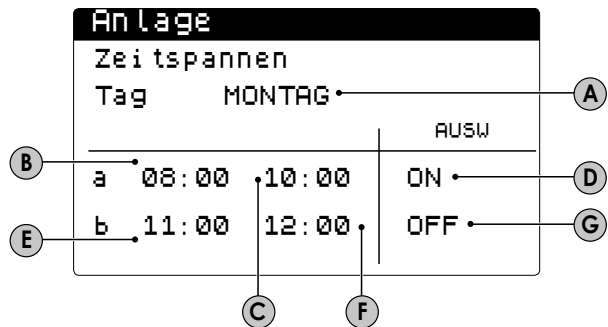 Anlage
Zeitspannen
Tag MONTAG A
AUSW
B
a 08:00 10:00 ON D
b 11:00 12:00 OFF G
E
C F